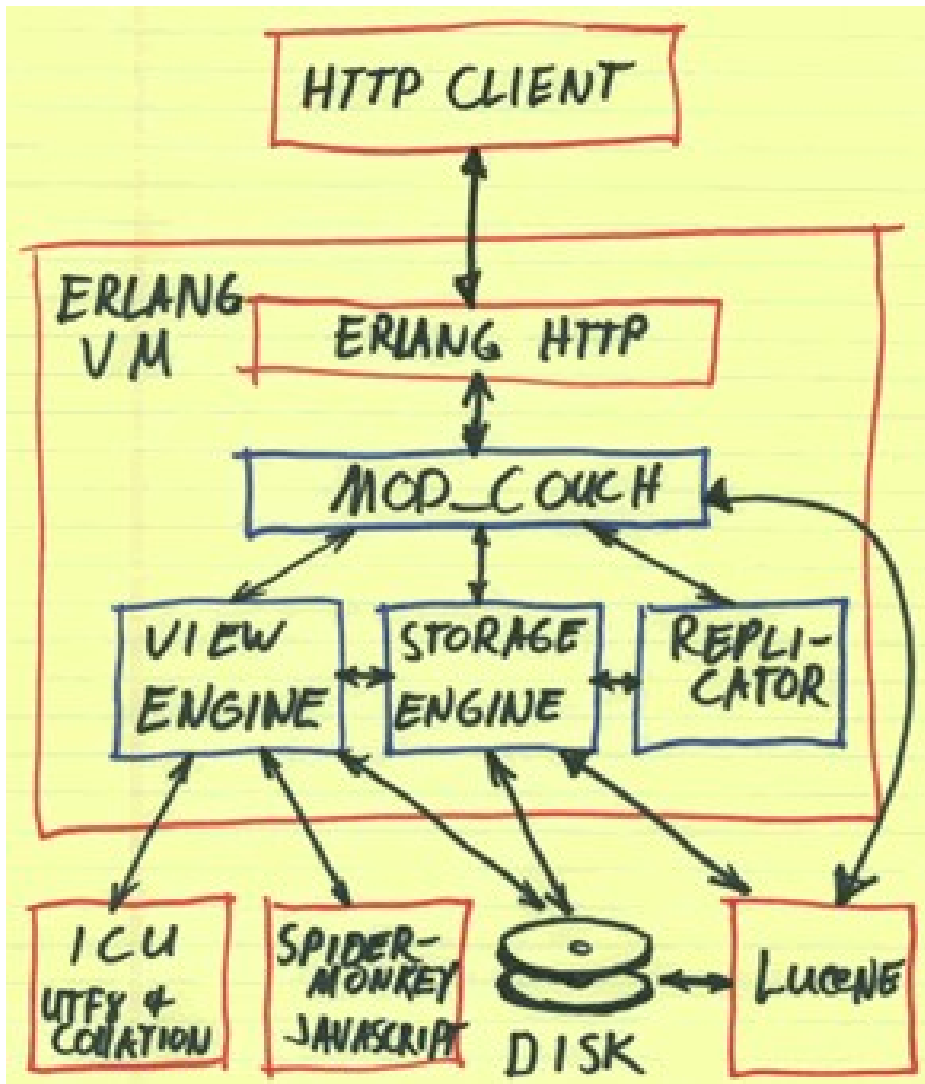 HTTP CLIENT
ERLANG
VM
ERLANG HTTP
MOD_COUCH
VIEW
ENGINE
STORAGE
ENGINE
REPLI-
CATOR
ICU
UTFX &
COLLATION
SPIDER-
MONKEY
JAVASCRIPT
DISK
LUCENE